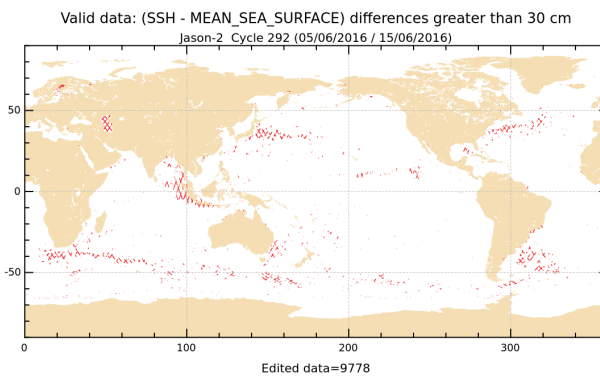 Valid data: (SSH - MEAN_SEA_SURFACE) differences greater than 30 cm
Jason-2 Cycle 292 (05/06/2016 / 15/06/2016)
50
0
-50
0 100 200 300
Edited data=9778